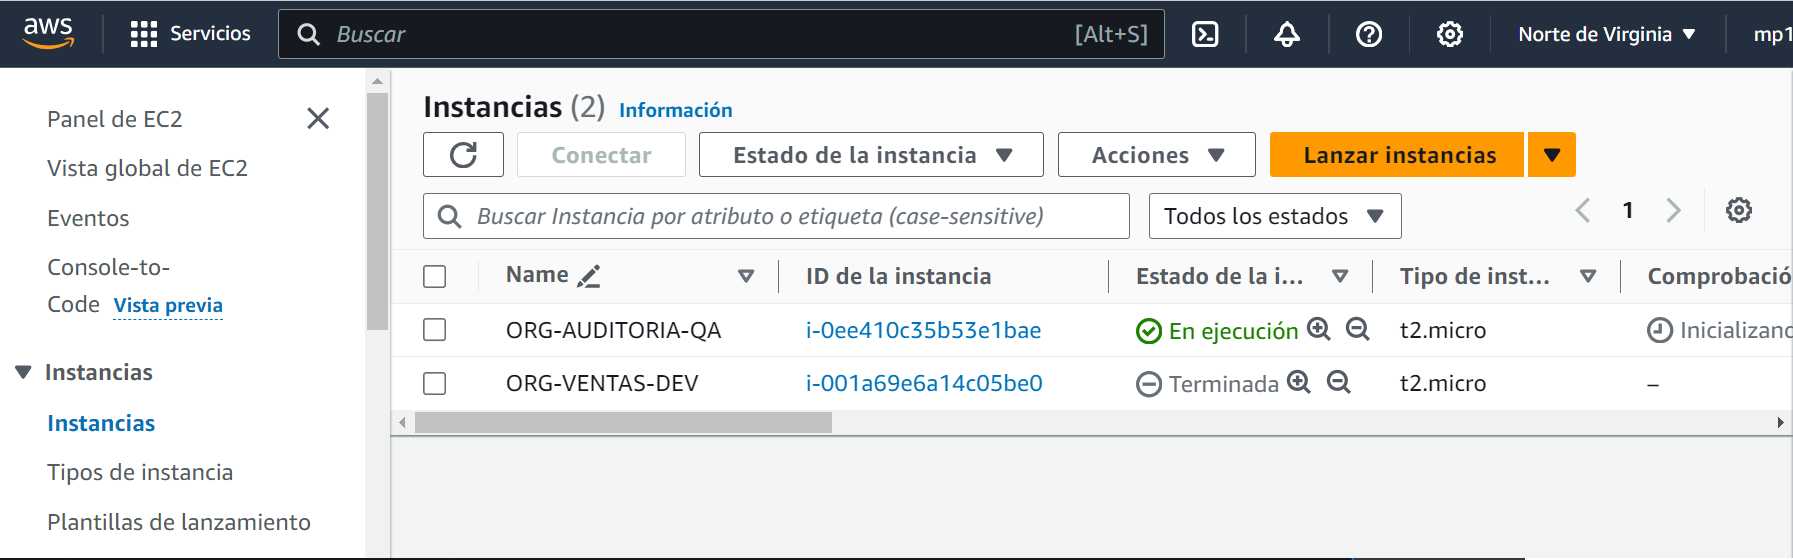 aws Servicios Buscar [Alt+S] Norte de Virginia mp1
Panel de EC2
Vista global de EC2
Eventos
Console-to-
Code Vista previa
Instancias
Instancias
Tipos de instancia
Plantillas de lanzamiento
Instancias (2) Información
Conectar Estado de la instancia Acciones Lanzar instancias
Buscar Instancia por atributo o etiqueta (case-sensitive) Todos los estados 1
Name ID de la instancia Estado de la i... Tipo de inst... Comprobació
ORG-AUDITORIA-QA i-0ee410c35b53e1bae En ejecución t2.micro Inicializand
ORG-VENTAS-DEV i-001a69e6a14c05be0 Terminada t2.micro –